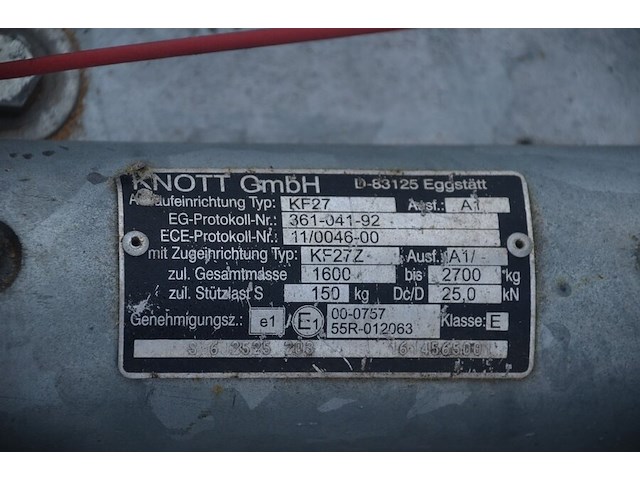 KNOTT GmbH D-83125 Eggstätt
Auflaufeinrichtung Typ: KF27 Ausf.: A1
EG-Protokoll-Nr.: 361-041-92
ECE-Protokoll-Nr.: 11/0046-00
mit Zugeinrichtung Typ: KF27Z Ausf.: A1/
zul. Gesamtmasse 1600 bis 2700 kg
zul. Stützlast S 150 kg Dc/D 25,0 kN
Genehmigungsz.: e1 / E1 00-0757 Klasse: E
55R-012063